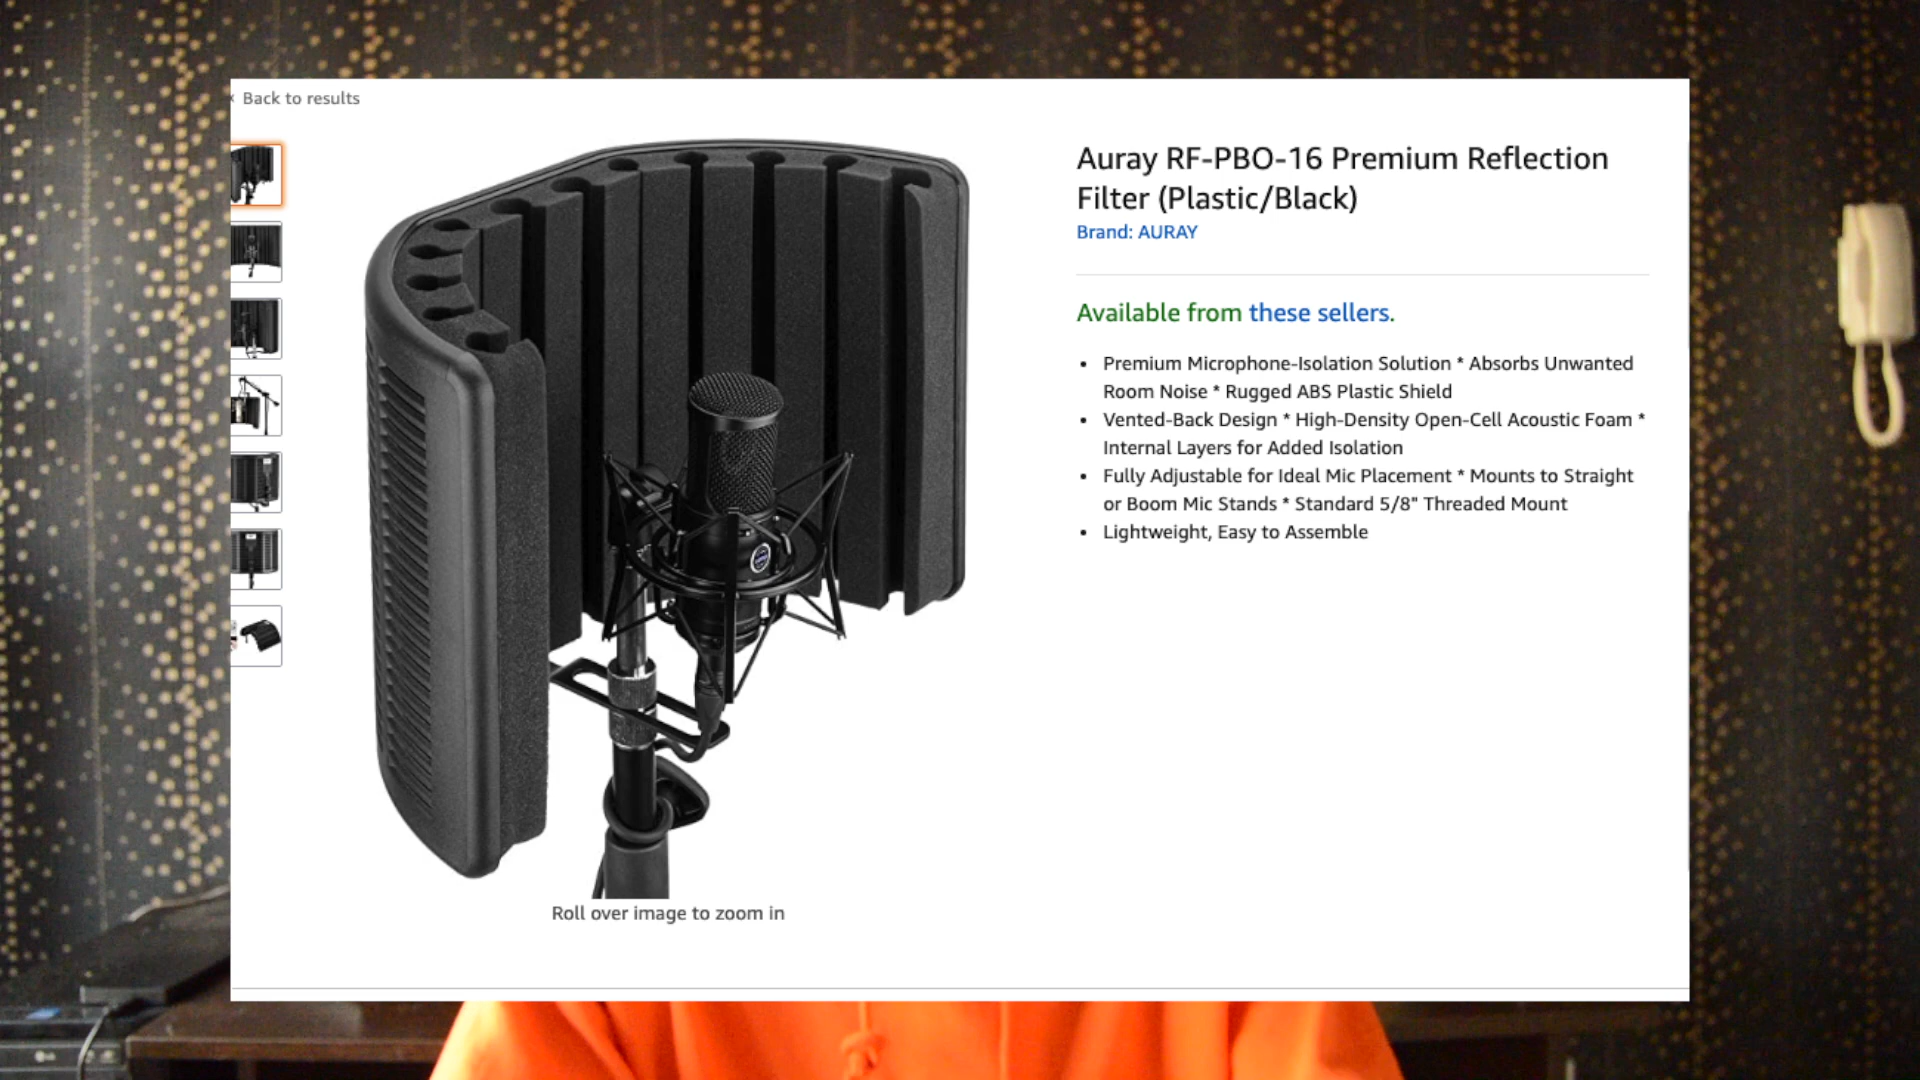 Back to results
Auray RF-PBO-16 Premium Reflection
Filter (Plastic/Black)
Brand: AURAY
Available from these sellers.
• Premium Microphone-Isolation Solution * Absorbs Unwanted
Room Noise * Rugged ABS Plastic Shield
• Vented-Back Design * High-Density Open-Cell Acoustic Foam *
Internal Layers for Added Isolation
• Fully Adjustable for Ideal Mic Placement * Mounts to Straight
or Boom Mic Stands * Standard 5/8" Threaded Mount
• Lightweight, Easy to Assemble
Roll over image to zoom in
LG